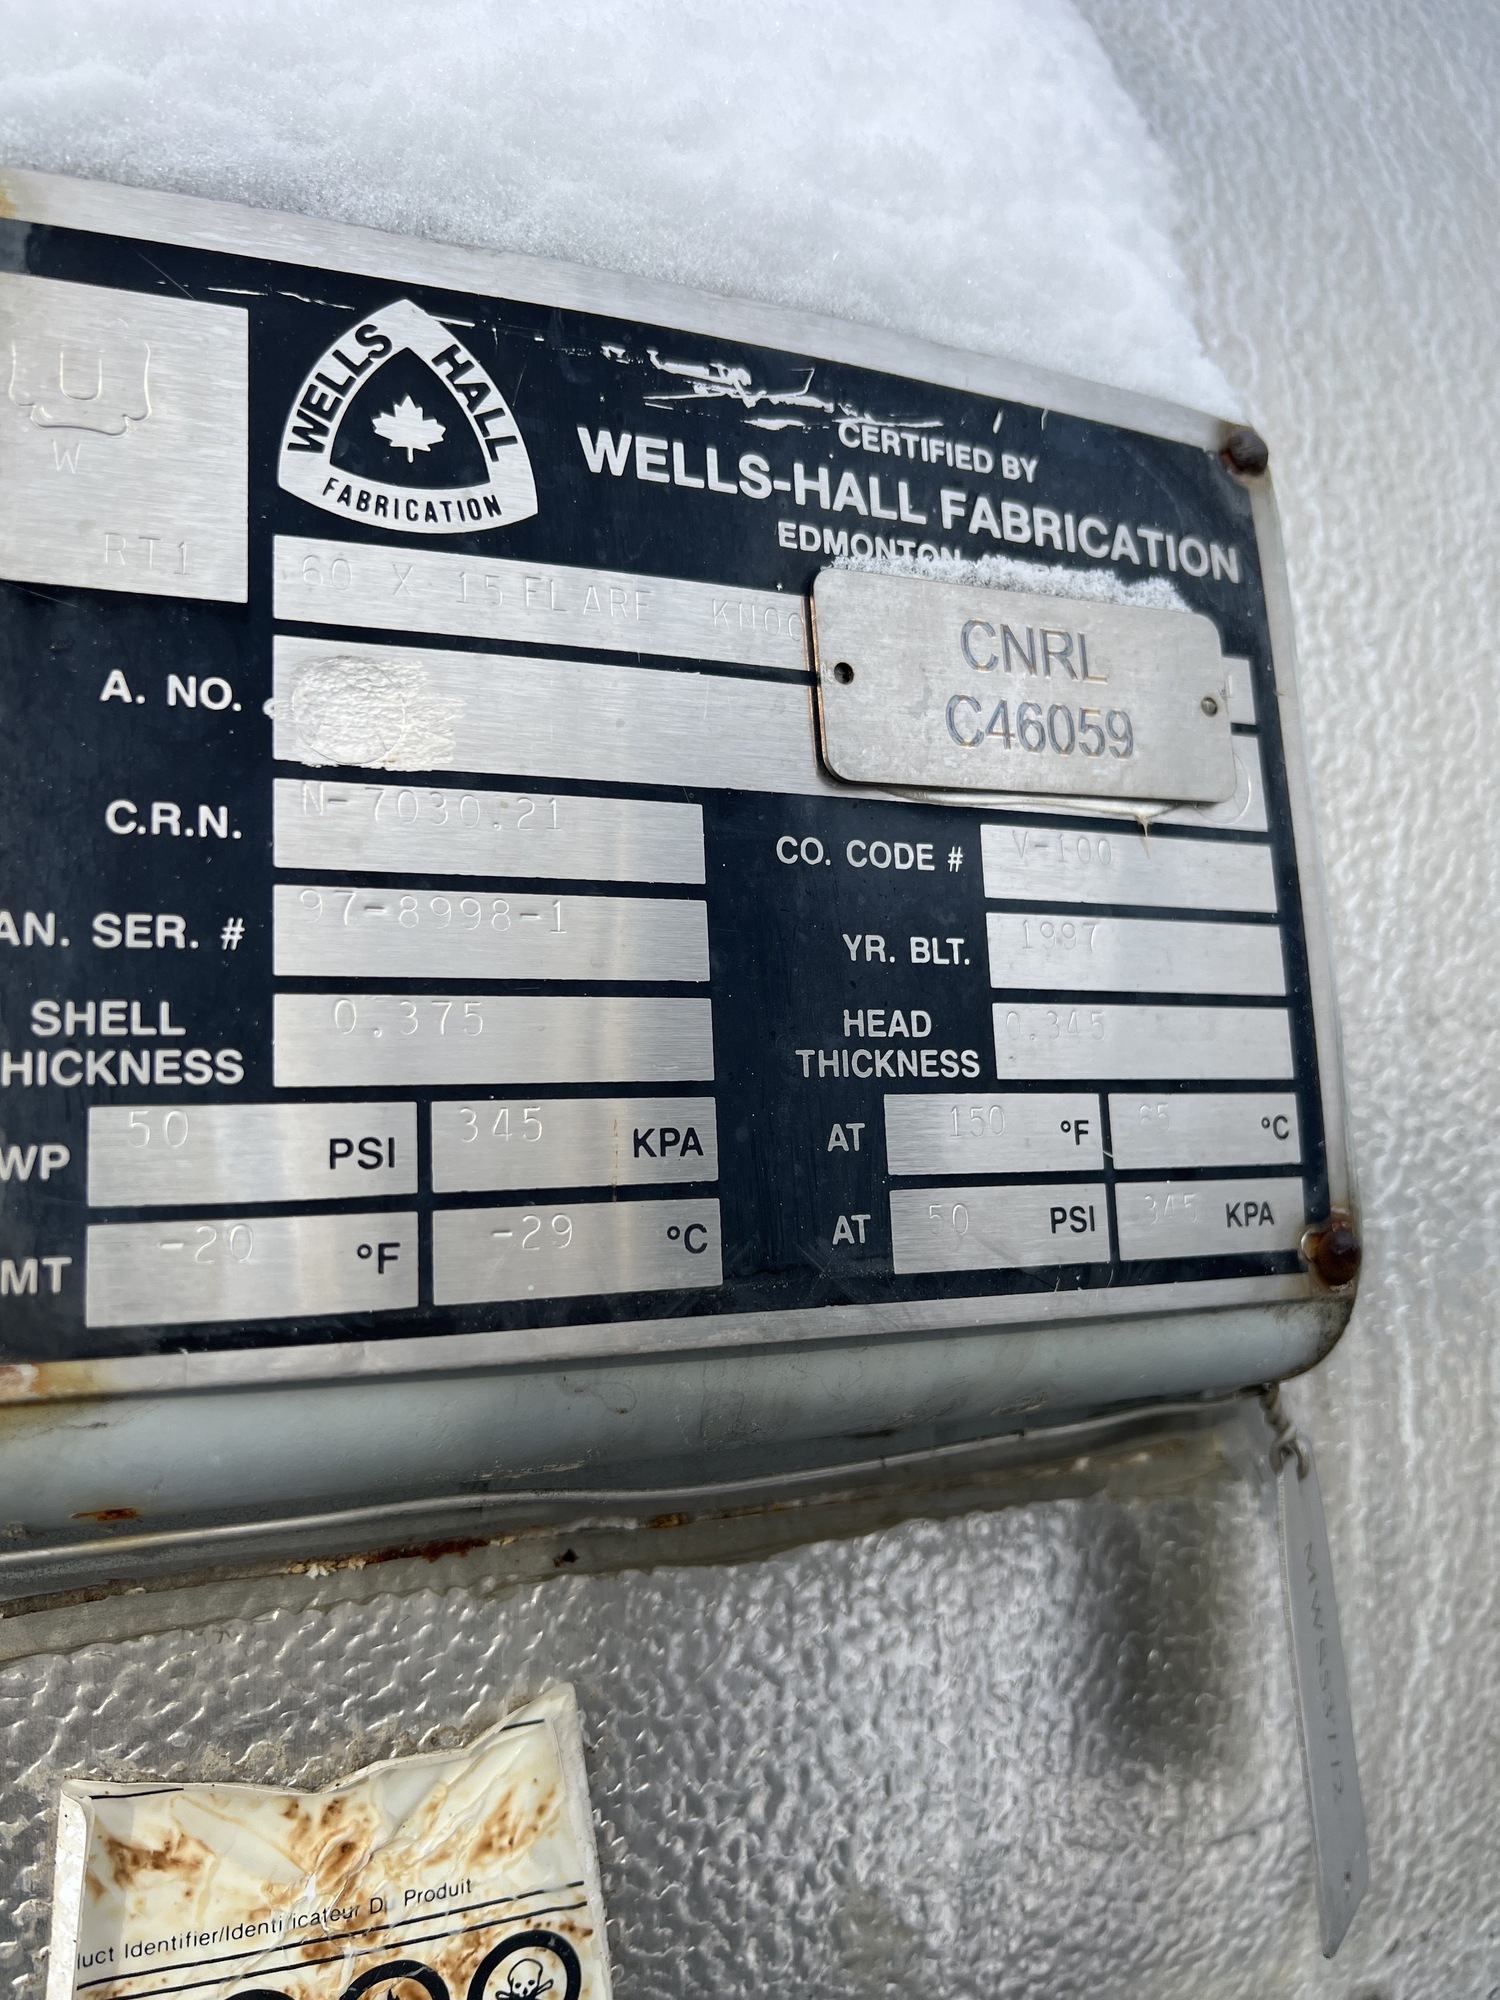 U
W
RT1
WELLS HALL
FABRICATION
CERTIFIED BY
WELLS-HALL FABRICATION
EDMONTON
60 X 15 FLARE KNOC
CNRL
C46059
A. NO.
C.R.N. N-7030.21
CO. CODE # V-100
AN. SER. # 97-8998-1
YR. BLT. 1997
SHELL
HICKNESS 0.375
HEAD
THICKNESS 0.345
WP 50 PSI 345 KPA AT 150 °F 65 °C
MT -20 °F -29 °C AT 50 PSI 345 KPA
uct Identifier/Identificateur Du Produit